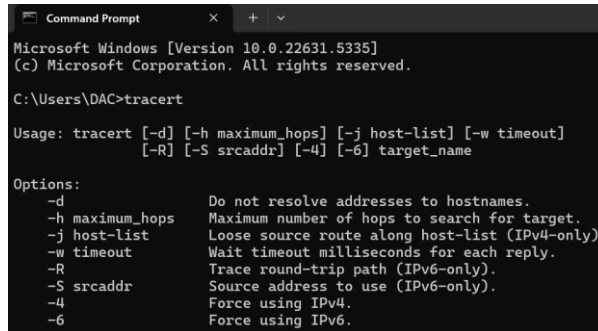 Command Prompt
Microsoft Windows [Version 10.0.22631.5335]
(c) Microsoft Corporation. All rights reserved.
C:\Users\DAC>tracert
Usage: tracert [-d] [-h maximum_hops] [-j host-list] [-w timeout]
[-R] [-S srcaddr] [-4] [-6] target_name
Options:
-d Do not resolve addresses to hostnames.
-h maximum_hops Maximum number of hops to search for target.
-j host-list Loose source route along host-list (IPv4-only)
-w timeout Wait timeout milliseconds for each reply.
-R Trace round-trip path (IPv6-only).
-S srcaddr Source address to use (IPv6-only).
-4 Force using IPv4.
-6 Force using IPv6.